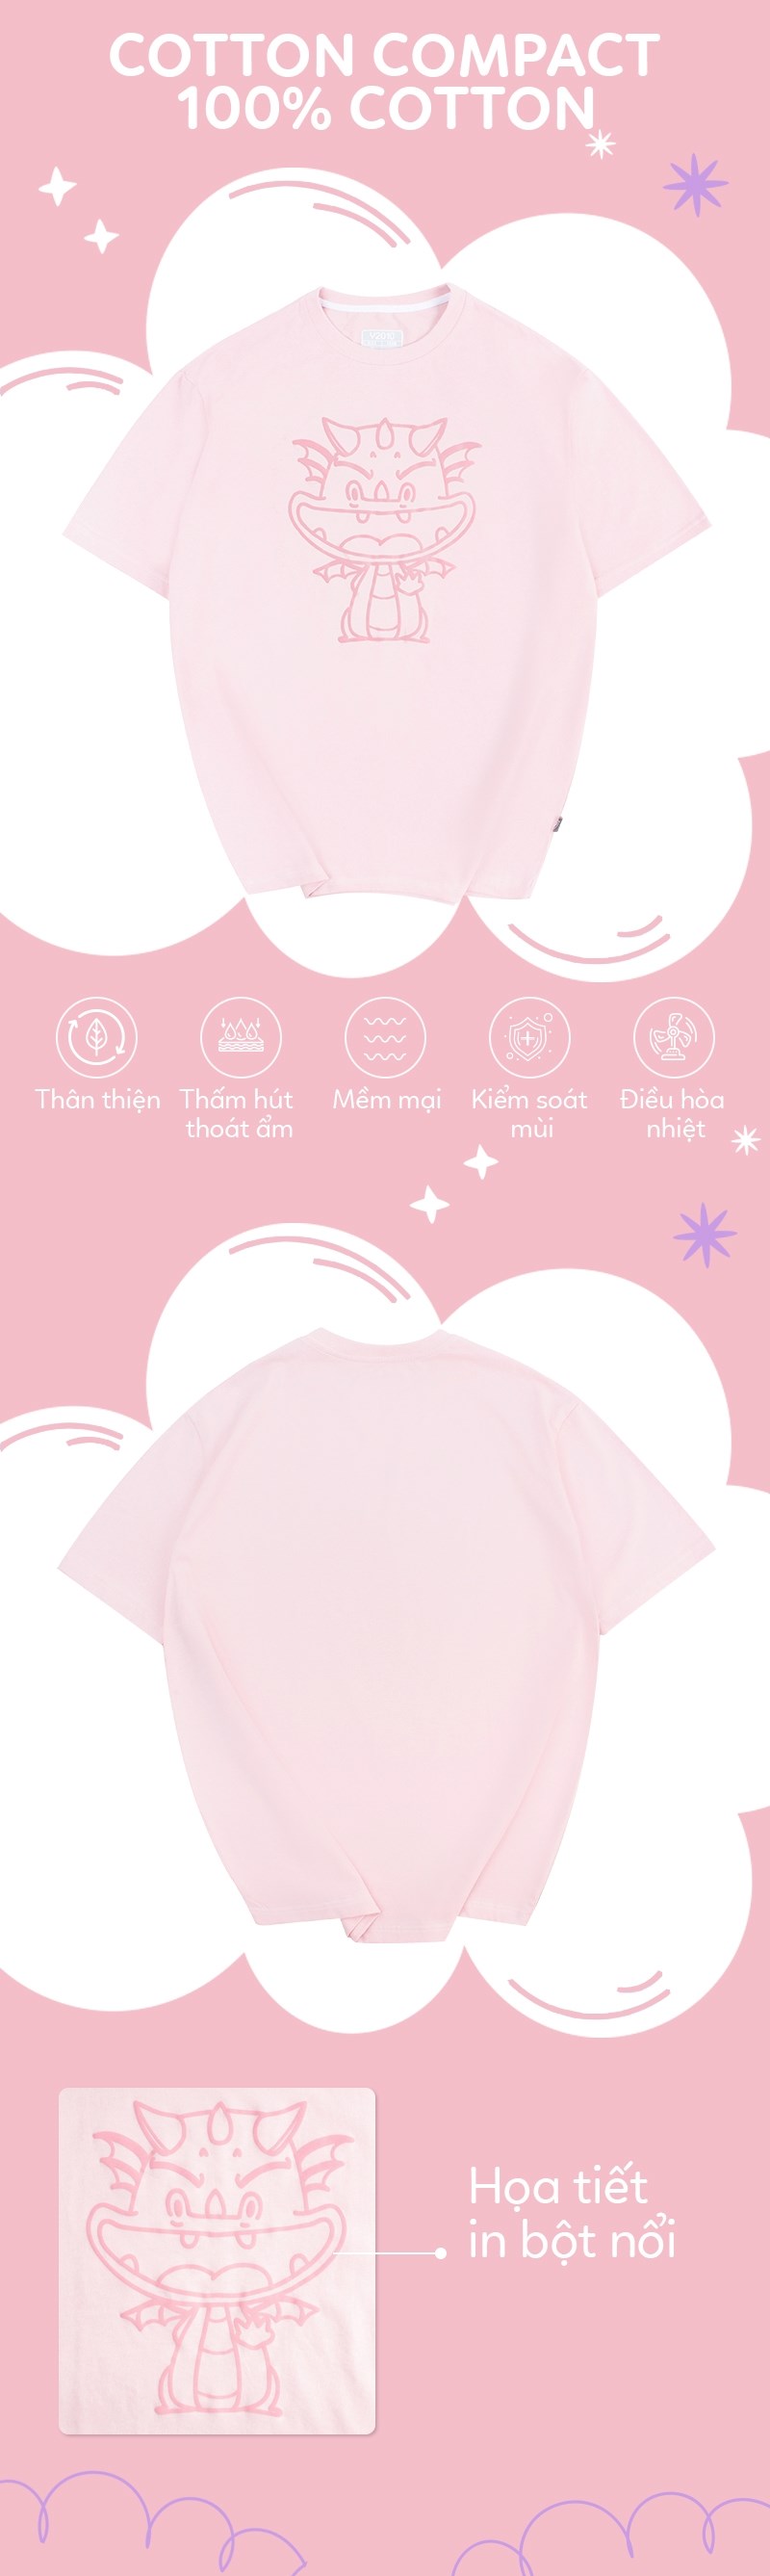 COTTON COMPACT
100% COTTON
Y2010
Thân thiện
Thấm hút
thoát ẩm
Mềm mại
Kiểm soát
mùi
Điều hòa
nhiệt
Họa tiết
in bột nổi